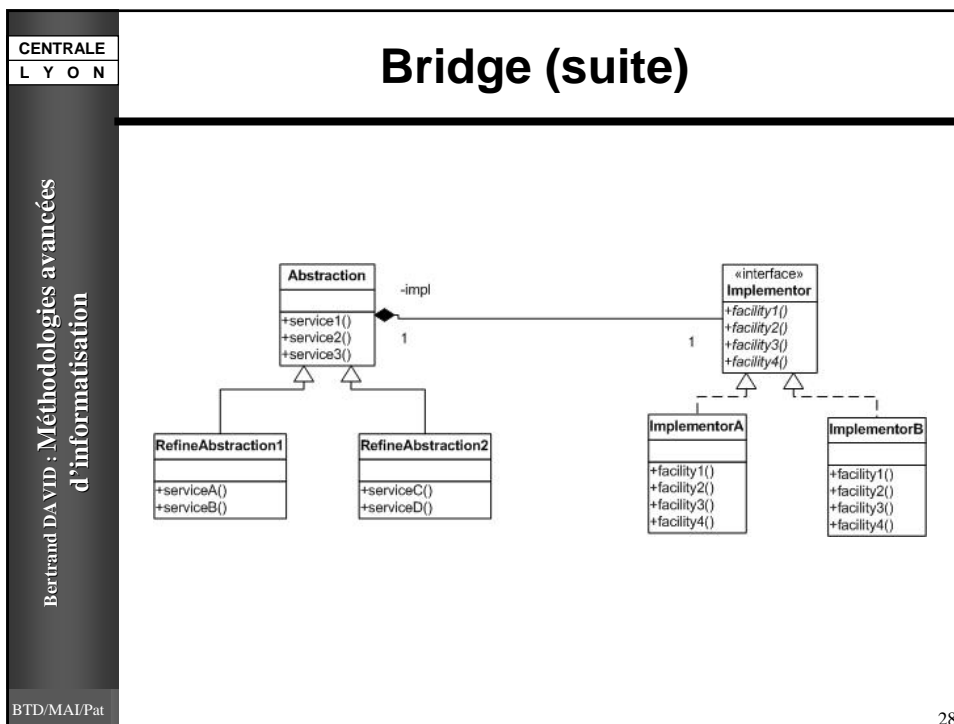 CENTRALE
L Y O N
Bridge (suite)
Bertrand DAVID : Méthodologies avancées
d'informatisation
Abstraction
+service1()
+service2()
+service3()
-impl
1
1
«interface»
Implementor
+facility1()
+facility2()
+facility3()
+facility4()
RefineAbstraction1
+serviceA()
+serviceB()
RefineAbstraction2
+serviceC()
+serviceD()
ImplementorA
+facility1()
+facility2()
+facility3()
+facility4()
ImplementorB
+facility1()
+facility2()
+facility3()
+facility4()
BTD/MAI/Pat
28